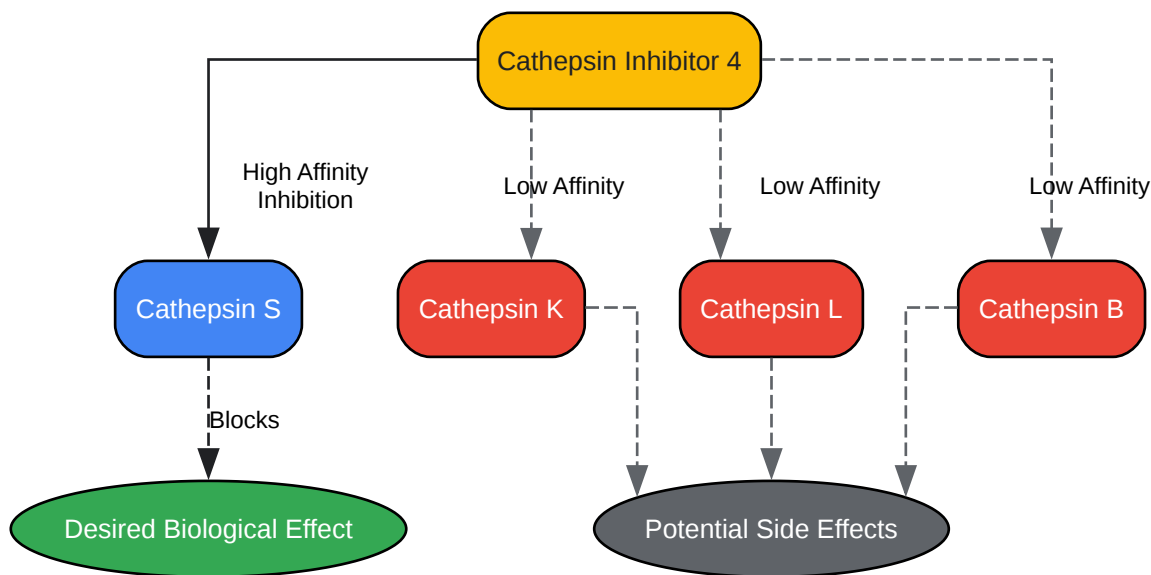 Cathepsin Inhibitor 4
High Affinity
Inhibition
Low Affinity
Low Affinity
Low Affinity
Cathepsin S
Cathepsin K
Cathepsin L
Cathepsin B
Blocks
Desired Biological Effect
Potential Side Effects